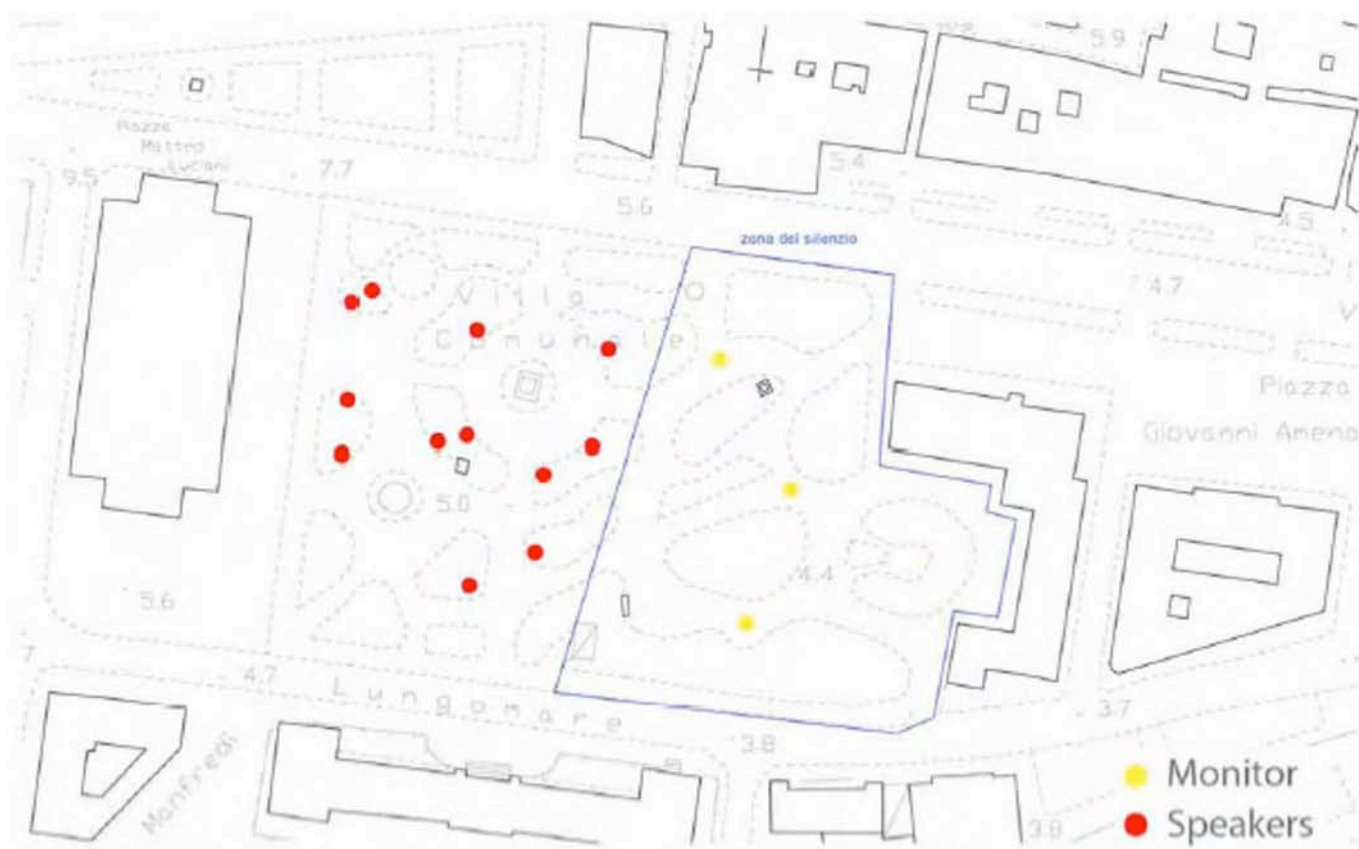 5.9
Piazza
Matteo
Luciani
9.5
7.7
5.4
5.6
4.5
zona del silenzio
4.7
Villa
Comunale
Piazza
Giovanni Ameno
5.0
4.4
5.6
7
4.7
Lungomare
3.7
3.8
Manfredi
Monitor
3.8
Speakers